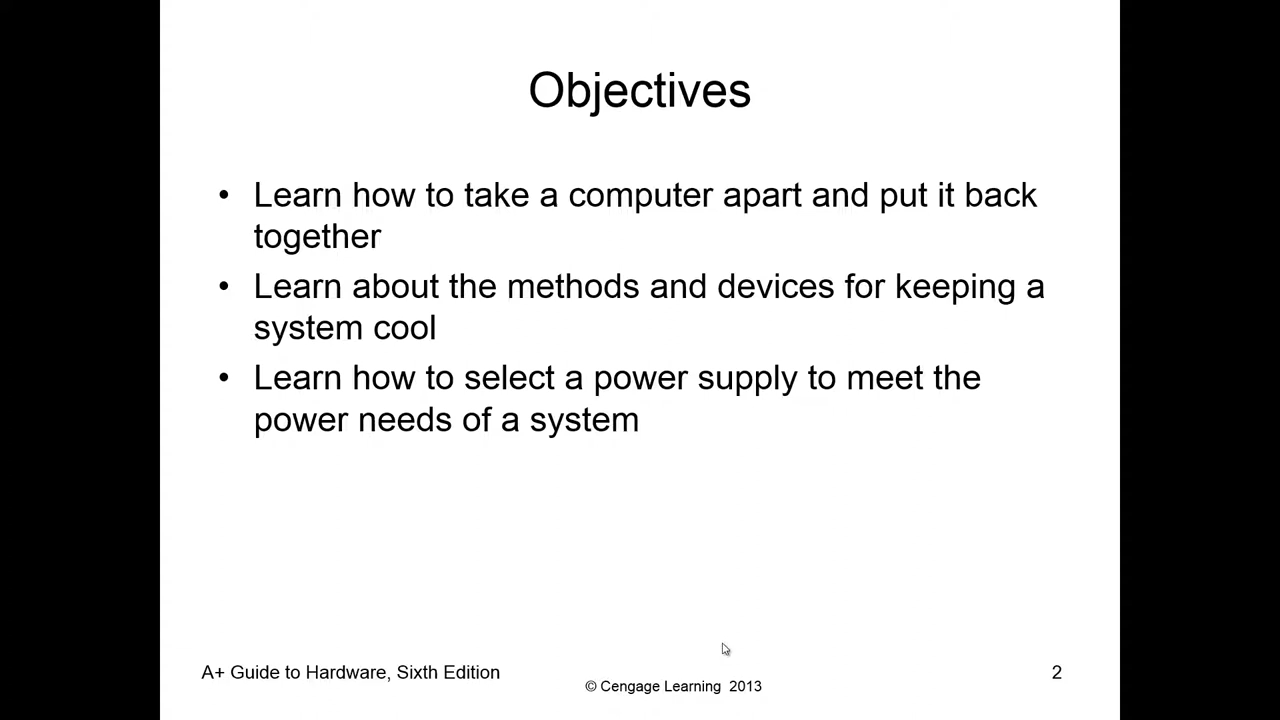 Objectives
• Learn how to take a computer apart and put it back
together
• Learn about the methods and devices for keeping a
system cool
• Learn how to select a power supply to meet the
power needs of a system
A+ Guide to Hardware, Sixth Edition
© Cengage Learning 2013
2